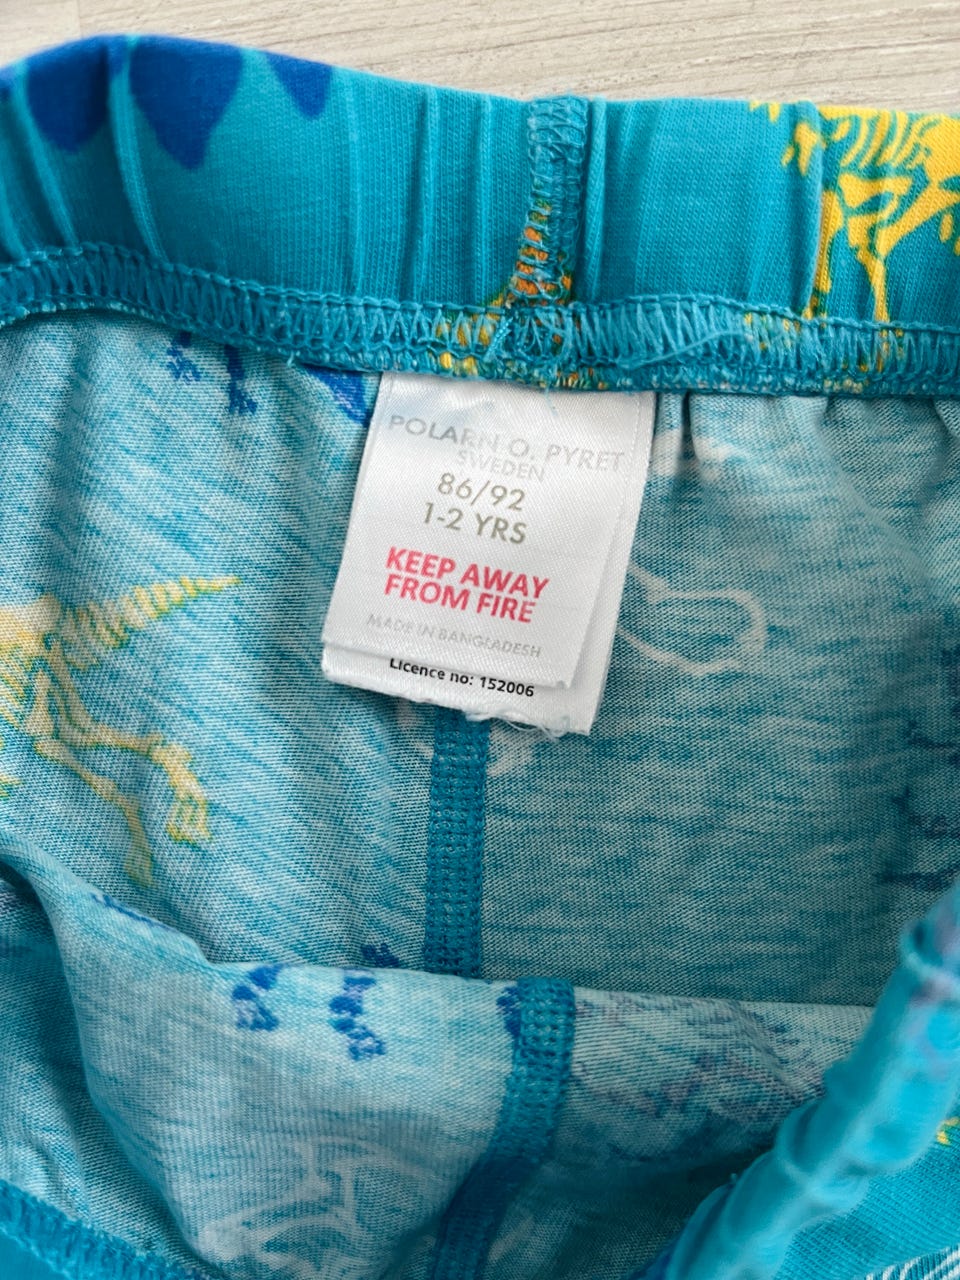 POLARN O. PYRET
SWEDEN
86/92
1-2 YRS
KEEP AWAY
FROM FIRE
MADE IN BANGLADESH
Licence no: 152006